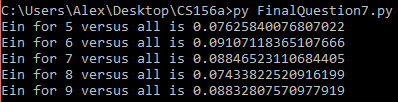 C:\Users\Alex\Desktop\CS156a>py FinalQuestion7.py
Ein for 5 versus all is 0.07625840076807022
Ein for 6 versus all is 0.09107118365107666
Ein for 7 versus all is 0.08846523110684405
Ein for 8 versus all is 0.07433822520916199
Ein for 9 versus all is 0.08832807570977919